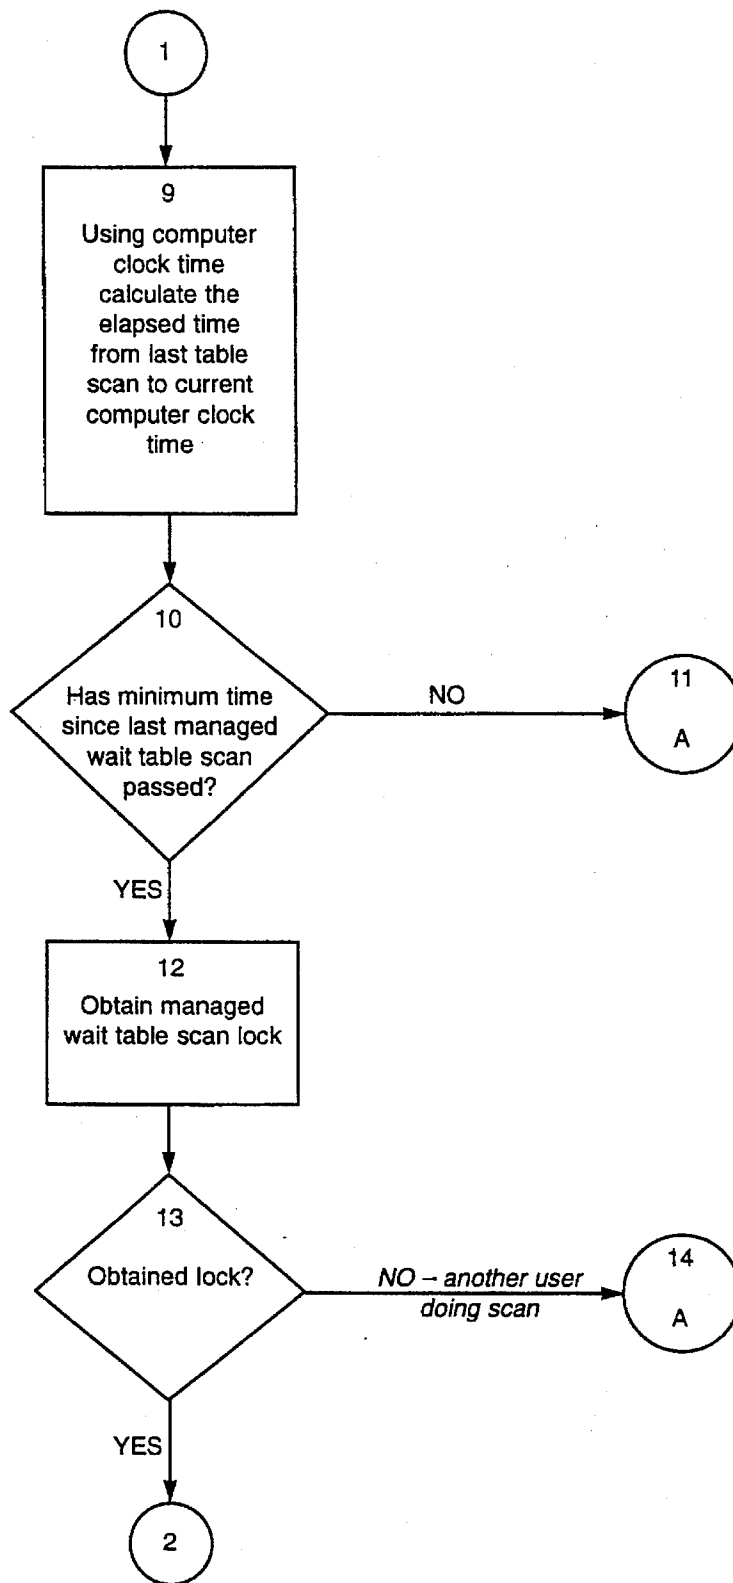 1
9
Using computer
clock time
calculate the
elapsed time
from last table
scan to current
computer clock
time
10
Has minimum time
since last managed
wait table scan
passed?
NO
11
A
YES
12
Obtain managed
wait table scan lock
13
Obtained lock?
NO – another user
doing scan
14
A
YES
2